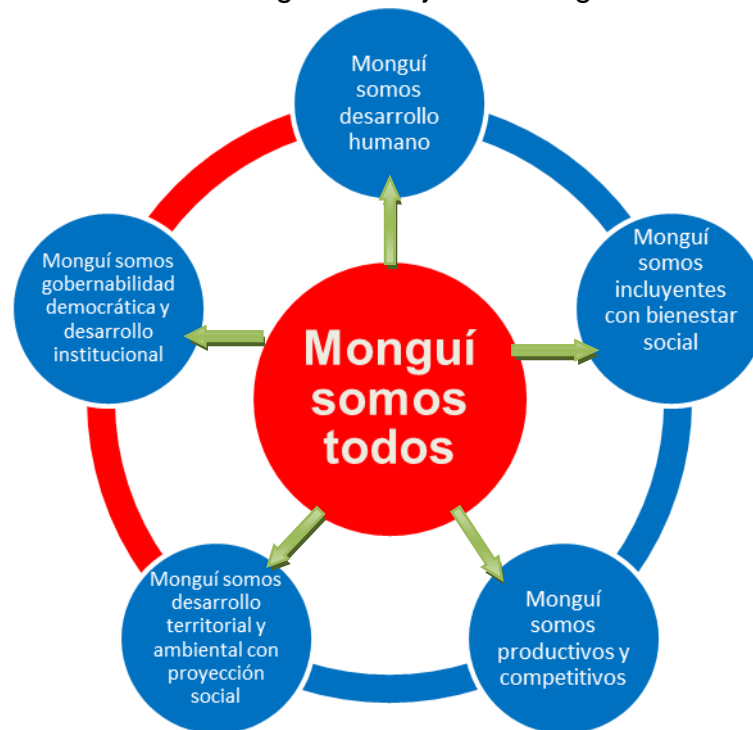 Monguí
somos
desarrollo
humano
Monguí
somos
incluyentes
con bienestar
social
Monguí somos
gobernabilidad
democrática y
desarrollo
institucional
Monguí
somos
todos
Monguí somos
desarrollo
territorial y
ambiental con
proyección
social
Monguí
somos
productivos y
competitivos